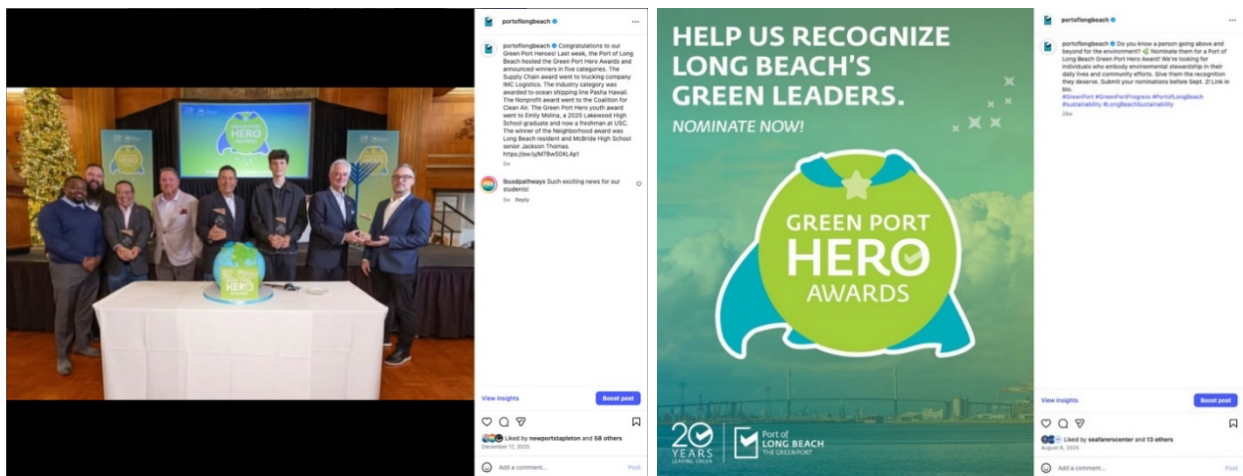 portoflongbeach
portoflongbeach Congratulations to our
Green Port Heroes! Last week, the Port of Long
Beach hosted the Green Port Hero Awards and
announced winners in five categories. The
Supply Chain award went to trucking company
IMC Logistics. The Industry category was
awarded to ocean shipping line Pasha Hawaii.
The Nonprofit award went to the Coalition for
Clean Air. The Green Port Hero youth award
went to Emily Molina, a 2025 Lakewood High
School graduate and now a freshman at USC.
The winner of the Neighborhood award was
Long Beach resident and McBride High School
senior Jackson Thomas.
5w
lbusdpathways Such exciting news for our
students!
5w Reply
GREEN PORT
HERO
AWARDS
HERO
View insights
Boost post
Liked by newportstapleton and 58 others
December 17, 2025
Add a comment...
Post
HELP US RECOGNIZE
LONG BEACH'S
GREEN LEADERS.
NOMINATE NOW!
GREEN PORT
HERO
AWARDS
20
YEARS
LEADING GREEN
Port of
LONG BEACH
THE GREEN PORT
portoflongbeach
portoflongbeach Do you know a person going above and
beyond for the environment? 🌿 Nominate them for a Port of
Long Beach Green Port Hero Award! We're looking for
individuals who embody environmental stewardship in their
daily lives and community efforts. Give them the recognition
they deserve. Submit your nominations before Sept. 2! Link in
bio.
#GreenPort #GreenPortProgress #PortofLongBeach
#sustainability #LongBeachSustainability
24w
View insights
Boost post
Liked by seafarerscenter and 13 others
August 6, 2025
Add a comment...
Post